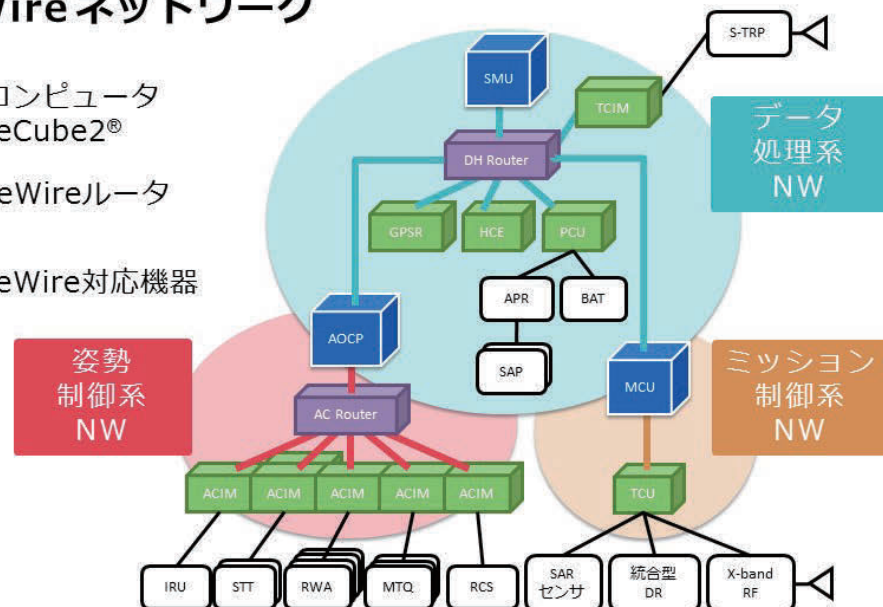 ireネットワーク
S-TRP
コンピュータ
eCube2®
SMU
TCIM
データ
処理系
NW
DH Router
eWireルータ
GPSR
HCE
PCU
eWire対応機器
APR
BAT
AOCP
SAP
姿勢
制御系
NW
MCU
ミッション
制御系
NW
AC Router
ACIM
ACIM
ACIM
ACIM
ACIM
TCU
IRU
STT
RWA
MTQ
RCS
SAR
センサ
統合型
DR
X-band
RF